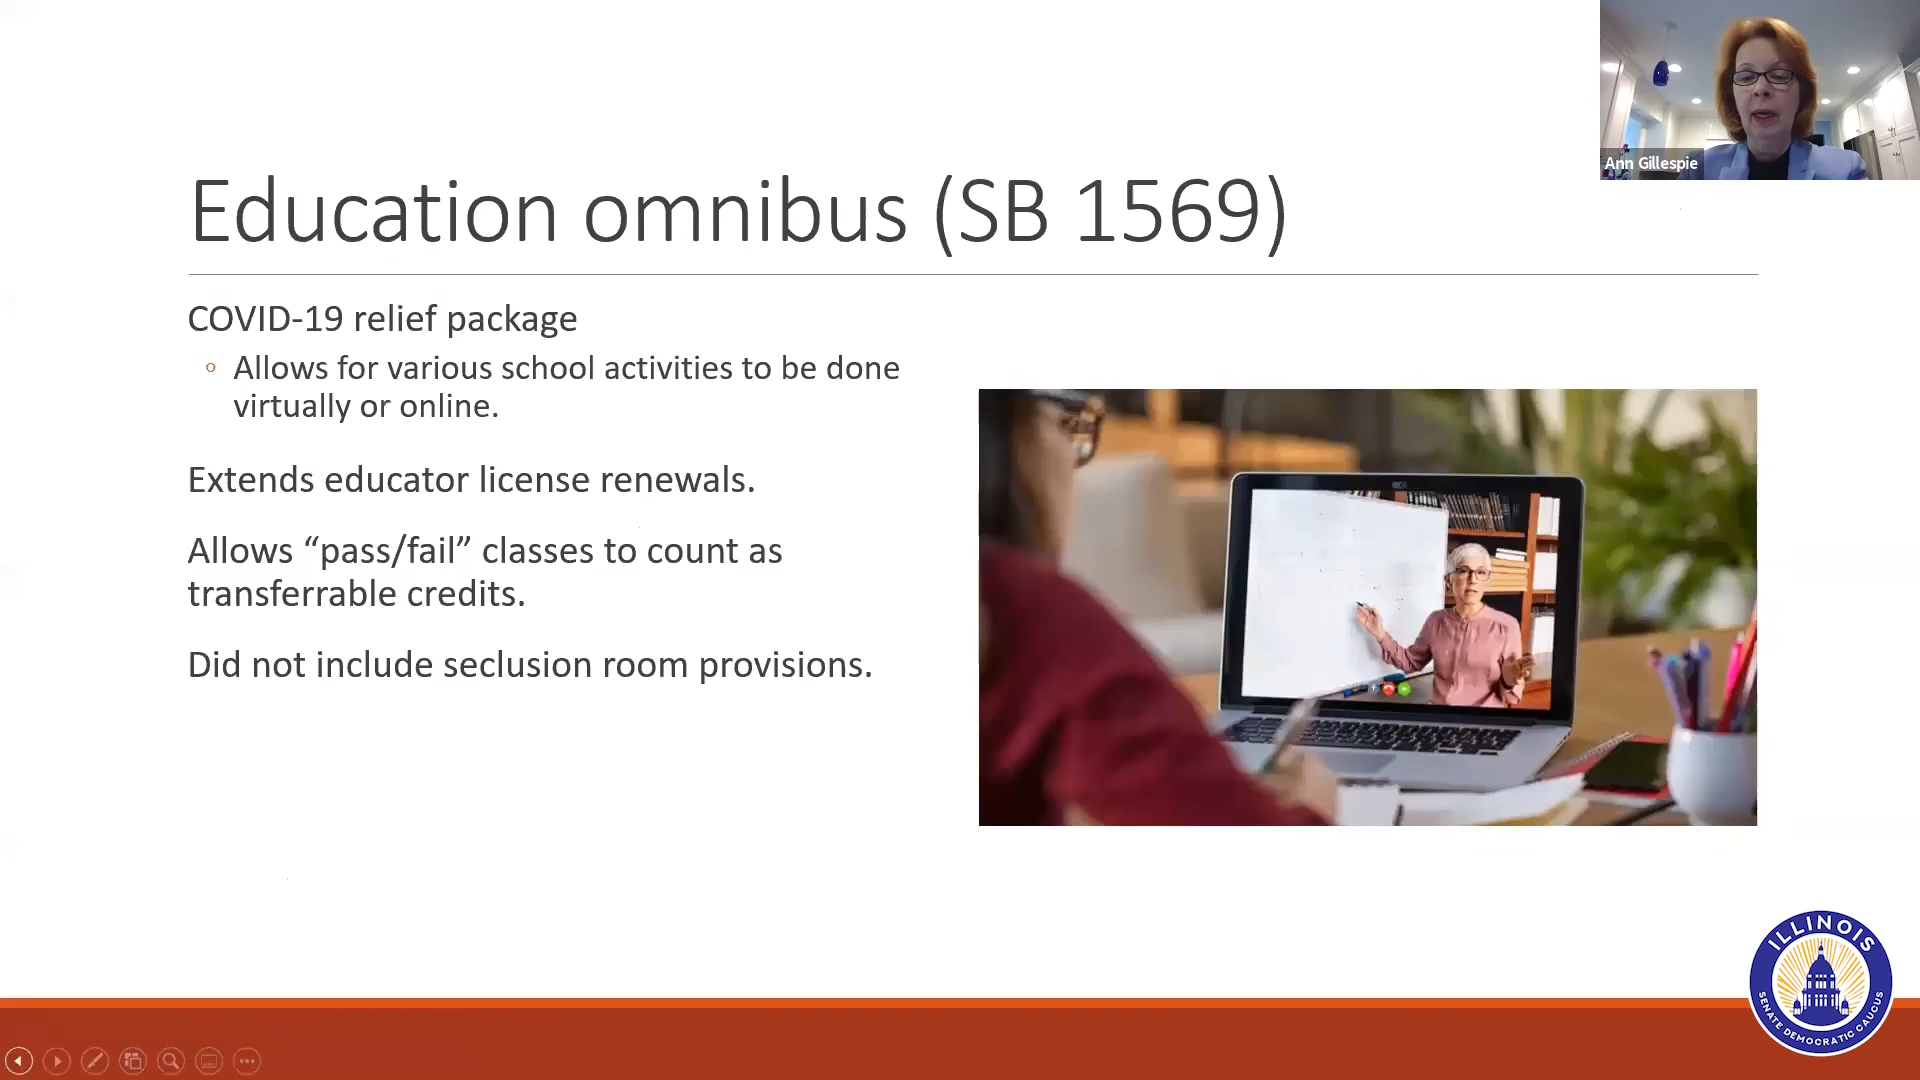 Ann Gillespie
Education omnibus (SB 1569)
COVID-19 relief package
Allows for various school activities to be done
virtually or online.
Extends educator license renewals.
Allows “pass/fail” classes to count as
transferrable credits.
Did not include seclusion room provisions.
ILLINOIS
SENATE DEMOCRATIC CAUCUS